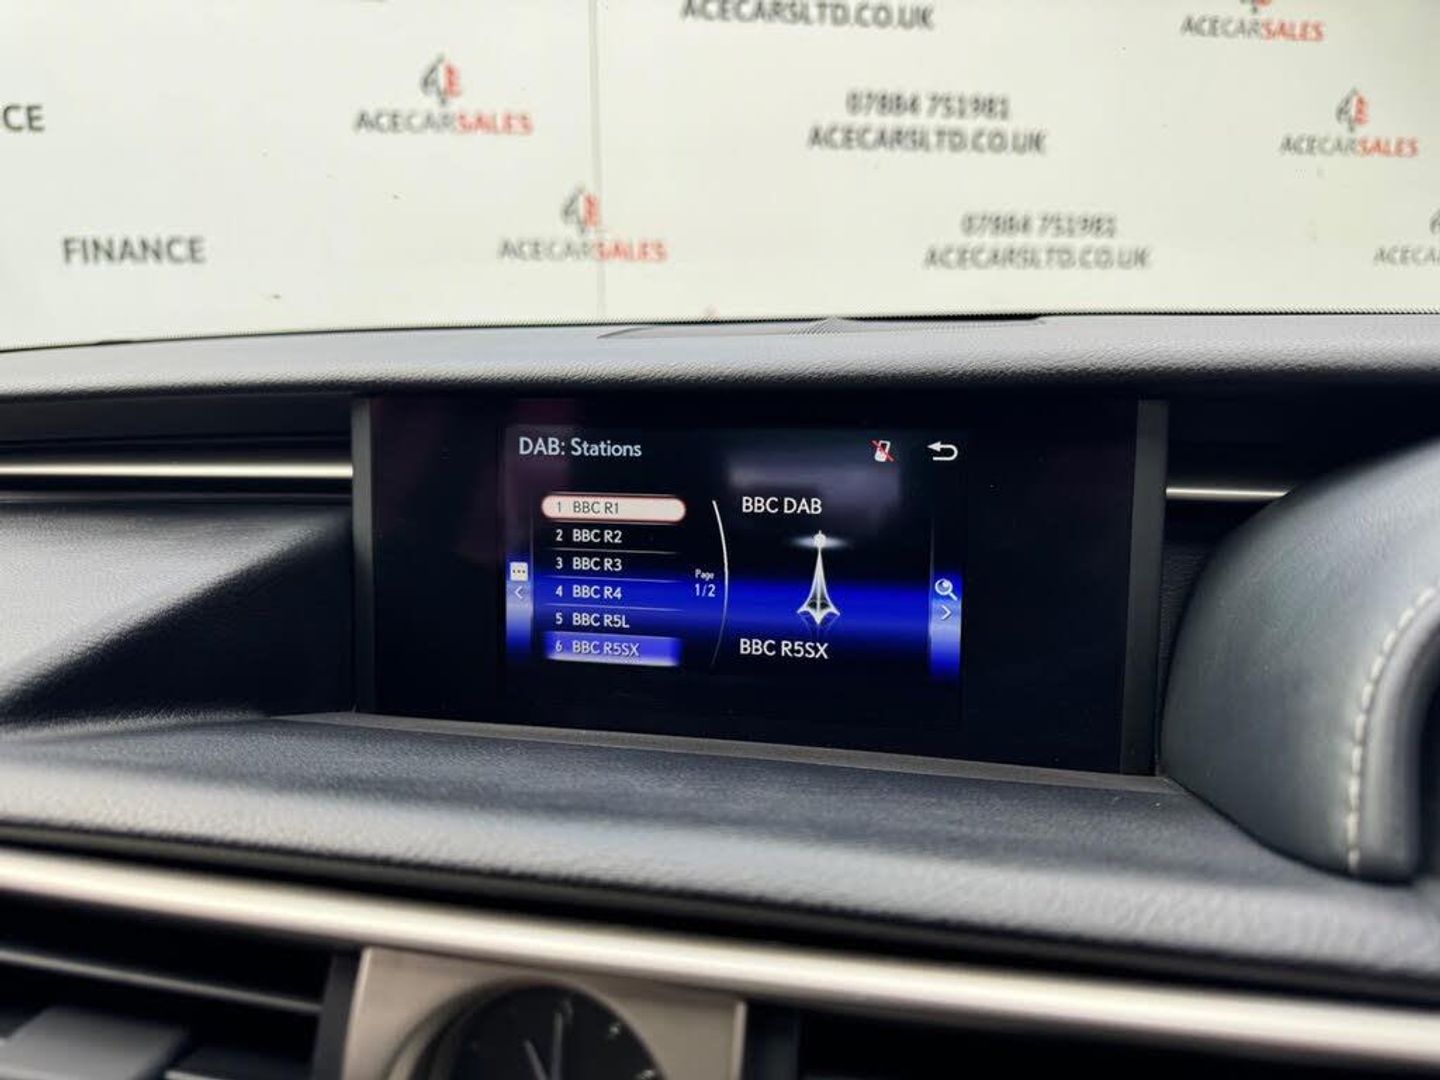 ACECARSLTD.CO.UK
ACECARSALES
CE
ACECARSALES
07884 751981
ACECARSLTD.CO.UK
ACECARSALES
FINANCE
ACECARSALES
07884 751981
ACECARSLTD.CO.UK
ACECA
DAB: Stations
1 BBC R1
2 BBC R2
3 BBC R3
4 BBC R4
5 BBC R5L
6 BBC R5SX
Page
1/2
BBC DAB
BBC R5SX